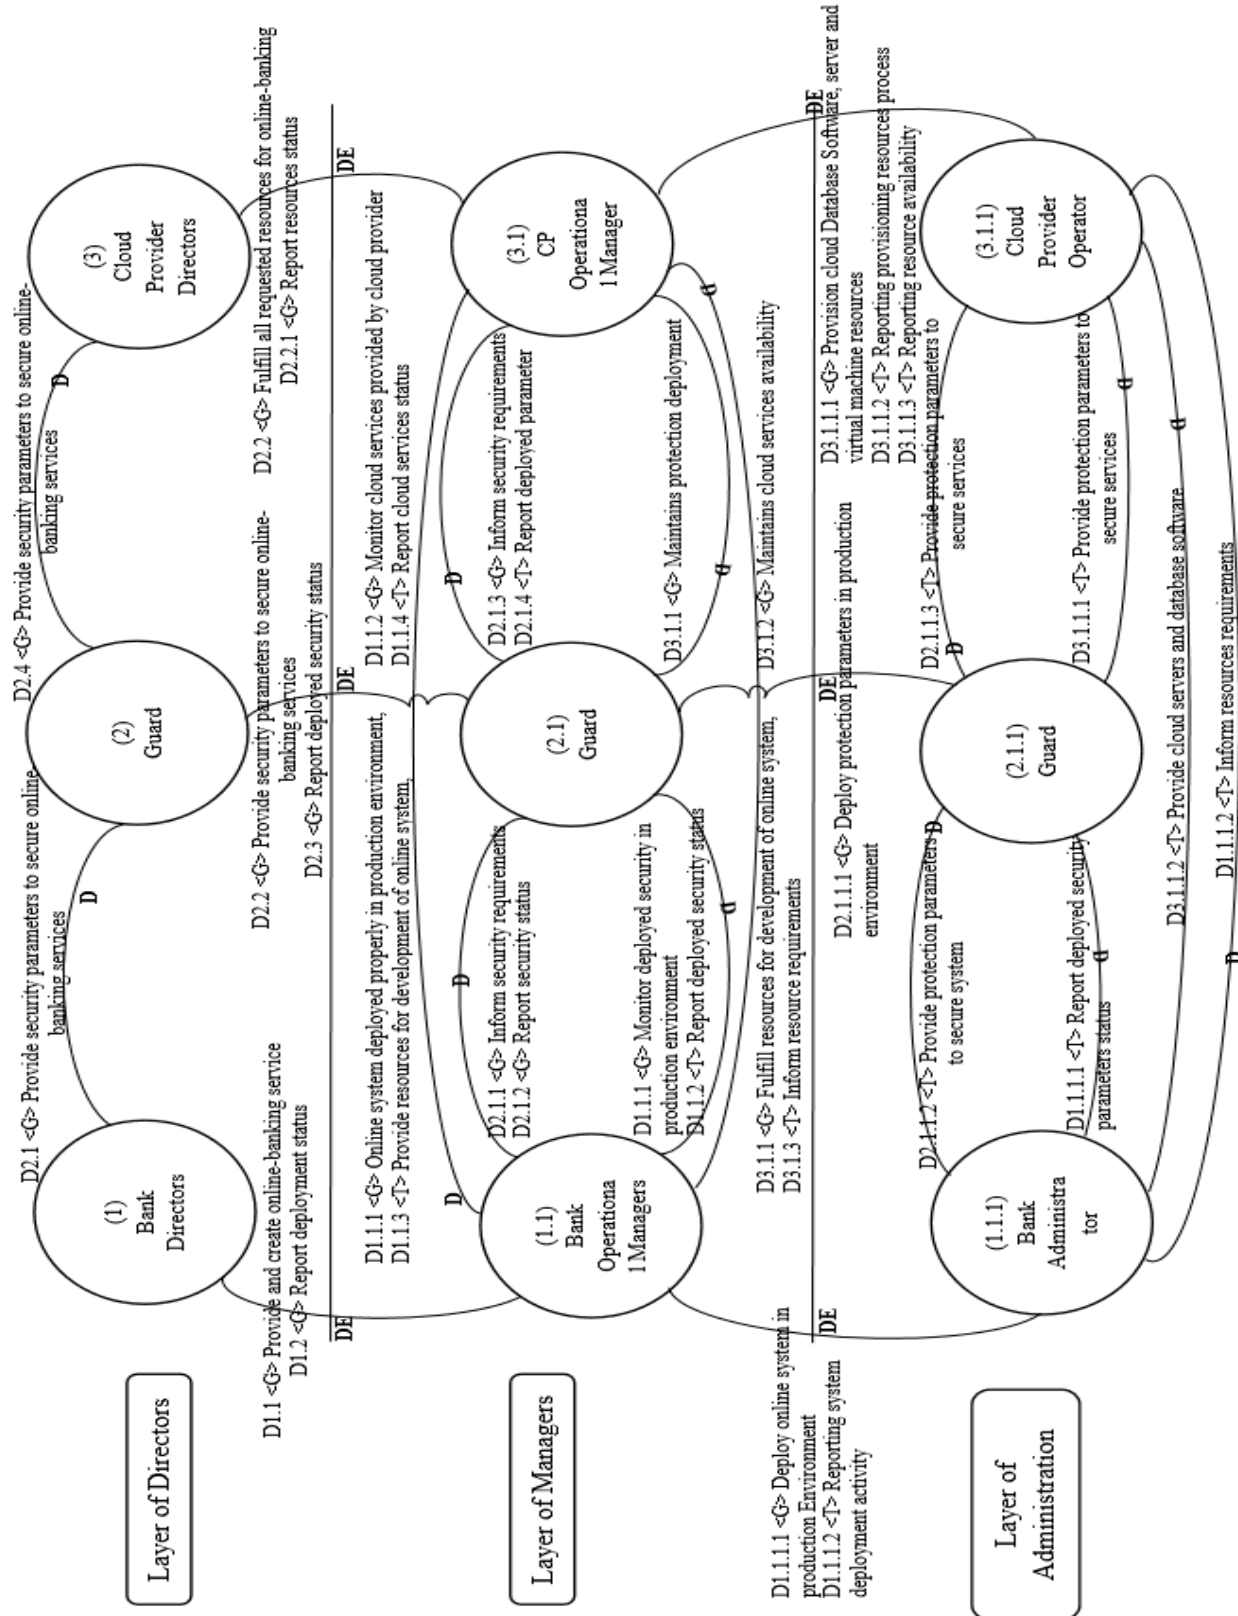 Layer of Directors
D2.1 <G> Provide security parameters to secure online-
banking services
D
D2.4 <G> Provide security parameters to secure online-
banking services
D
(1)
Bank
Directors
(2)
Guard
(3)
Cloud
Provider
Directors
D1.1 <G> Provide and create online-banking service
D1.2 <G> Report deployment status
D2.2 <G> Provide security parameters to secure online-
banking services
D2.3 <G> Report deployed security status
D2.2 <G> Fulfill all requested resources for online-banking
D2.2.1 <G> Report resources status
DE
DE
DE
Layer of Managers
D1.1.1 <G> Online system deployed properly in production environment,
D1.1.3 <T> Provide resources for development of online system,
D1.1.2 <G> Monitor cloud services provided by cloud provider
D1.1.4 <T> Report cloud services status
D
D
D
(1.1)
Bank
Operationa
l Managers
D2.1.1 <G> Inform security requirements
D2.1.2 <G> Report security status
(2.1)
Guard
D2.1.3 <G> Inform security requirements
D2.1.4 <T> Report deployed parameter
(3.1)
CP
Operationa
l Manager
D1.1.1 <G> Monitor deployed security in
production environment
D1.1.2 <T> Report deployed security status
D3.1.1 <G> Maintains protection deployment
D
D
D
D3.1.1 <G> Fulfill resources for development of online system,
D3.1.3 <T> Inform resource requirements
D3.1.2 <G> Maintains cloud services availability
D1.1.1.1 <G> Deploy online system in
production Environment
D1.1.1.2 <T> Reporting system
deployment activity
DE
D2.1.1.1 <G> Deploy protection parameters in production
environment
DE
D3.1.1.1 <G> Provision cloud Database Software, server and
virtual machine resources
D3.1.1.2 <T> Reporting provisioning resources process
D3.1.1.3 <T> Reporting resource availability
DE
Layer of
Administration
D2.1.1.2 <T> Provide protection parameters
to secure system
D
D2.1.1.3 <T> Provide protection parameters to
secure services
D
(1.1.1)
Bank
Administra
tor
(2.1.1)
Guard
(3.1.1)
Cloud
Provider
Operator
D1.1.1.1 <T> Report deployed security
parameters status
D
D3.1.1.1 <T> Provide protection parameters to
secure services
D
D3.1.1.2 <T> Provide cloud servers and database software
D
D1.1.1.2 <T> Inform resources requirements
D